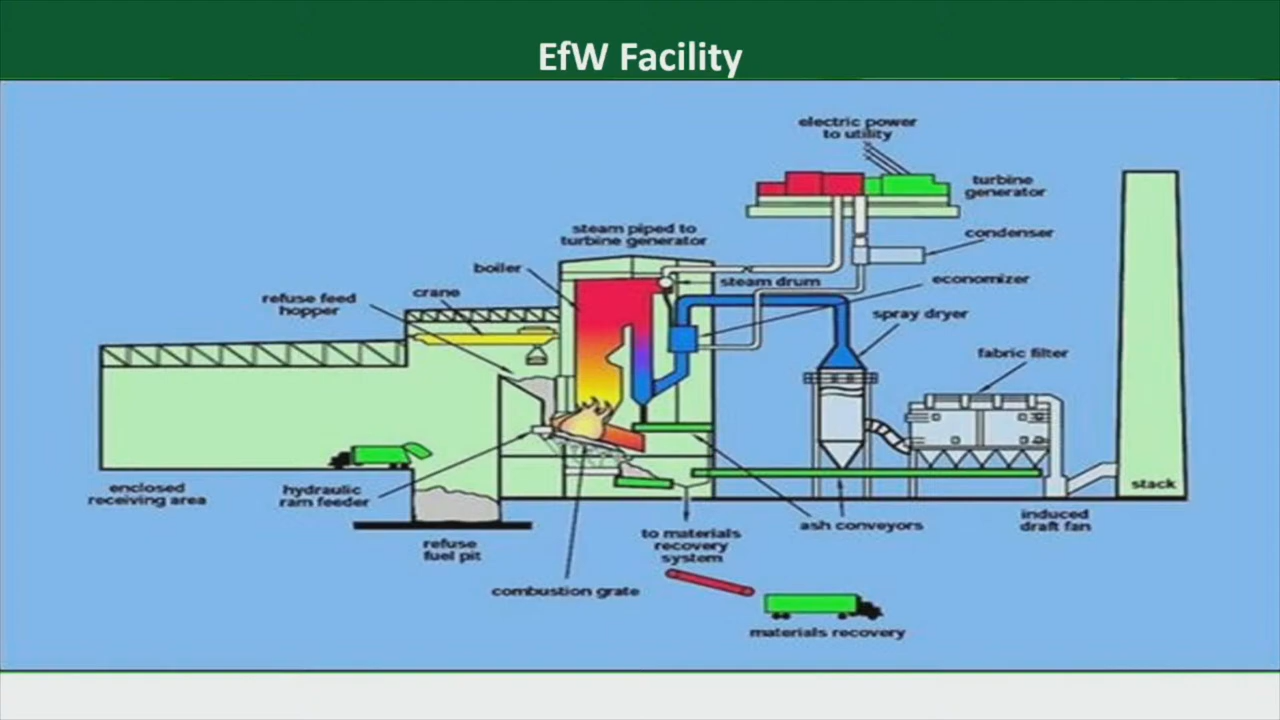 EfW Facility
electric power
to utility
turbine
generator
steam piped to
turbine generator
condenser
boiler
steam drum
economizer
refuse feed
hopper
crane
spray dryer
fabric filter
enclosed
receiving area
hydraulic
ram feeder
stack
refuse
fuel pit
to materials
recovery
system
ash conveyors
induced
draft fan
combustion grate
materials recovery